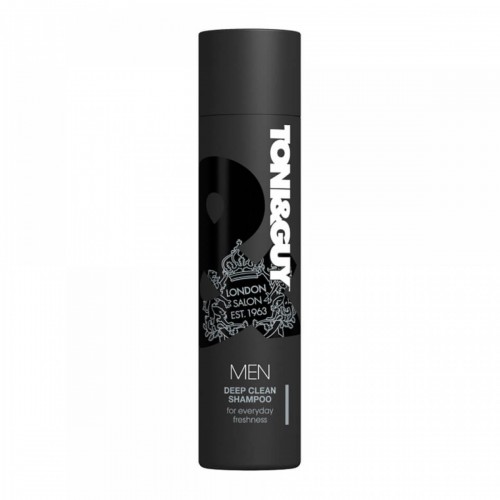 TONI&GUY
LONDON
SALON
EST. 1963
MEN
DEEP CLEAN
SHAMPOO
for everyday
freshness